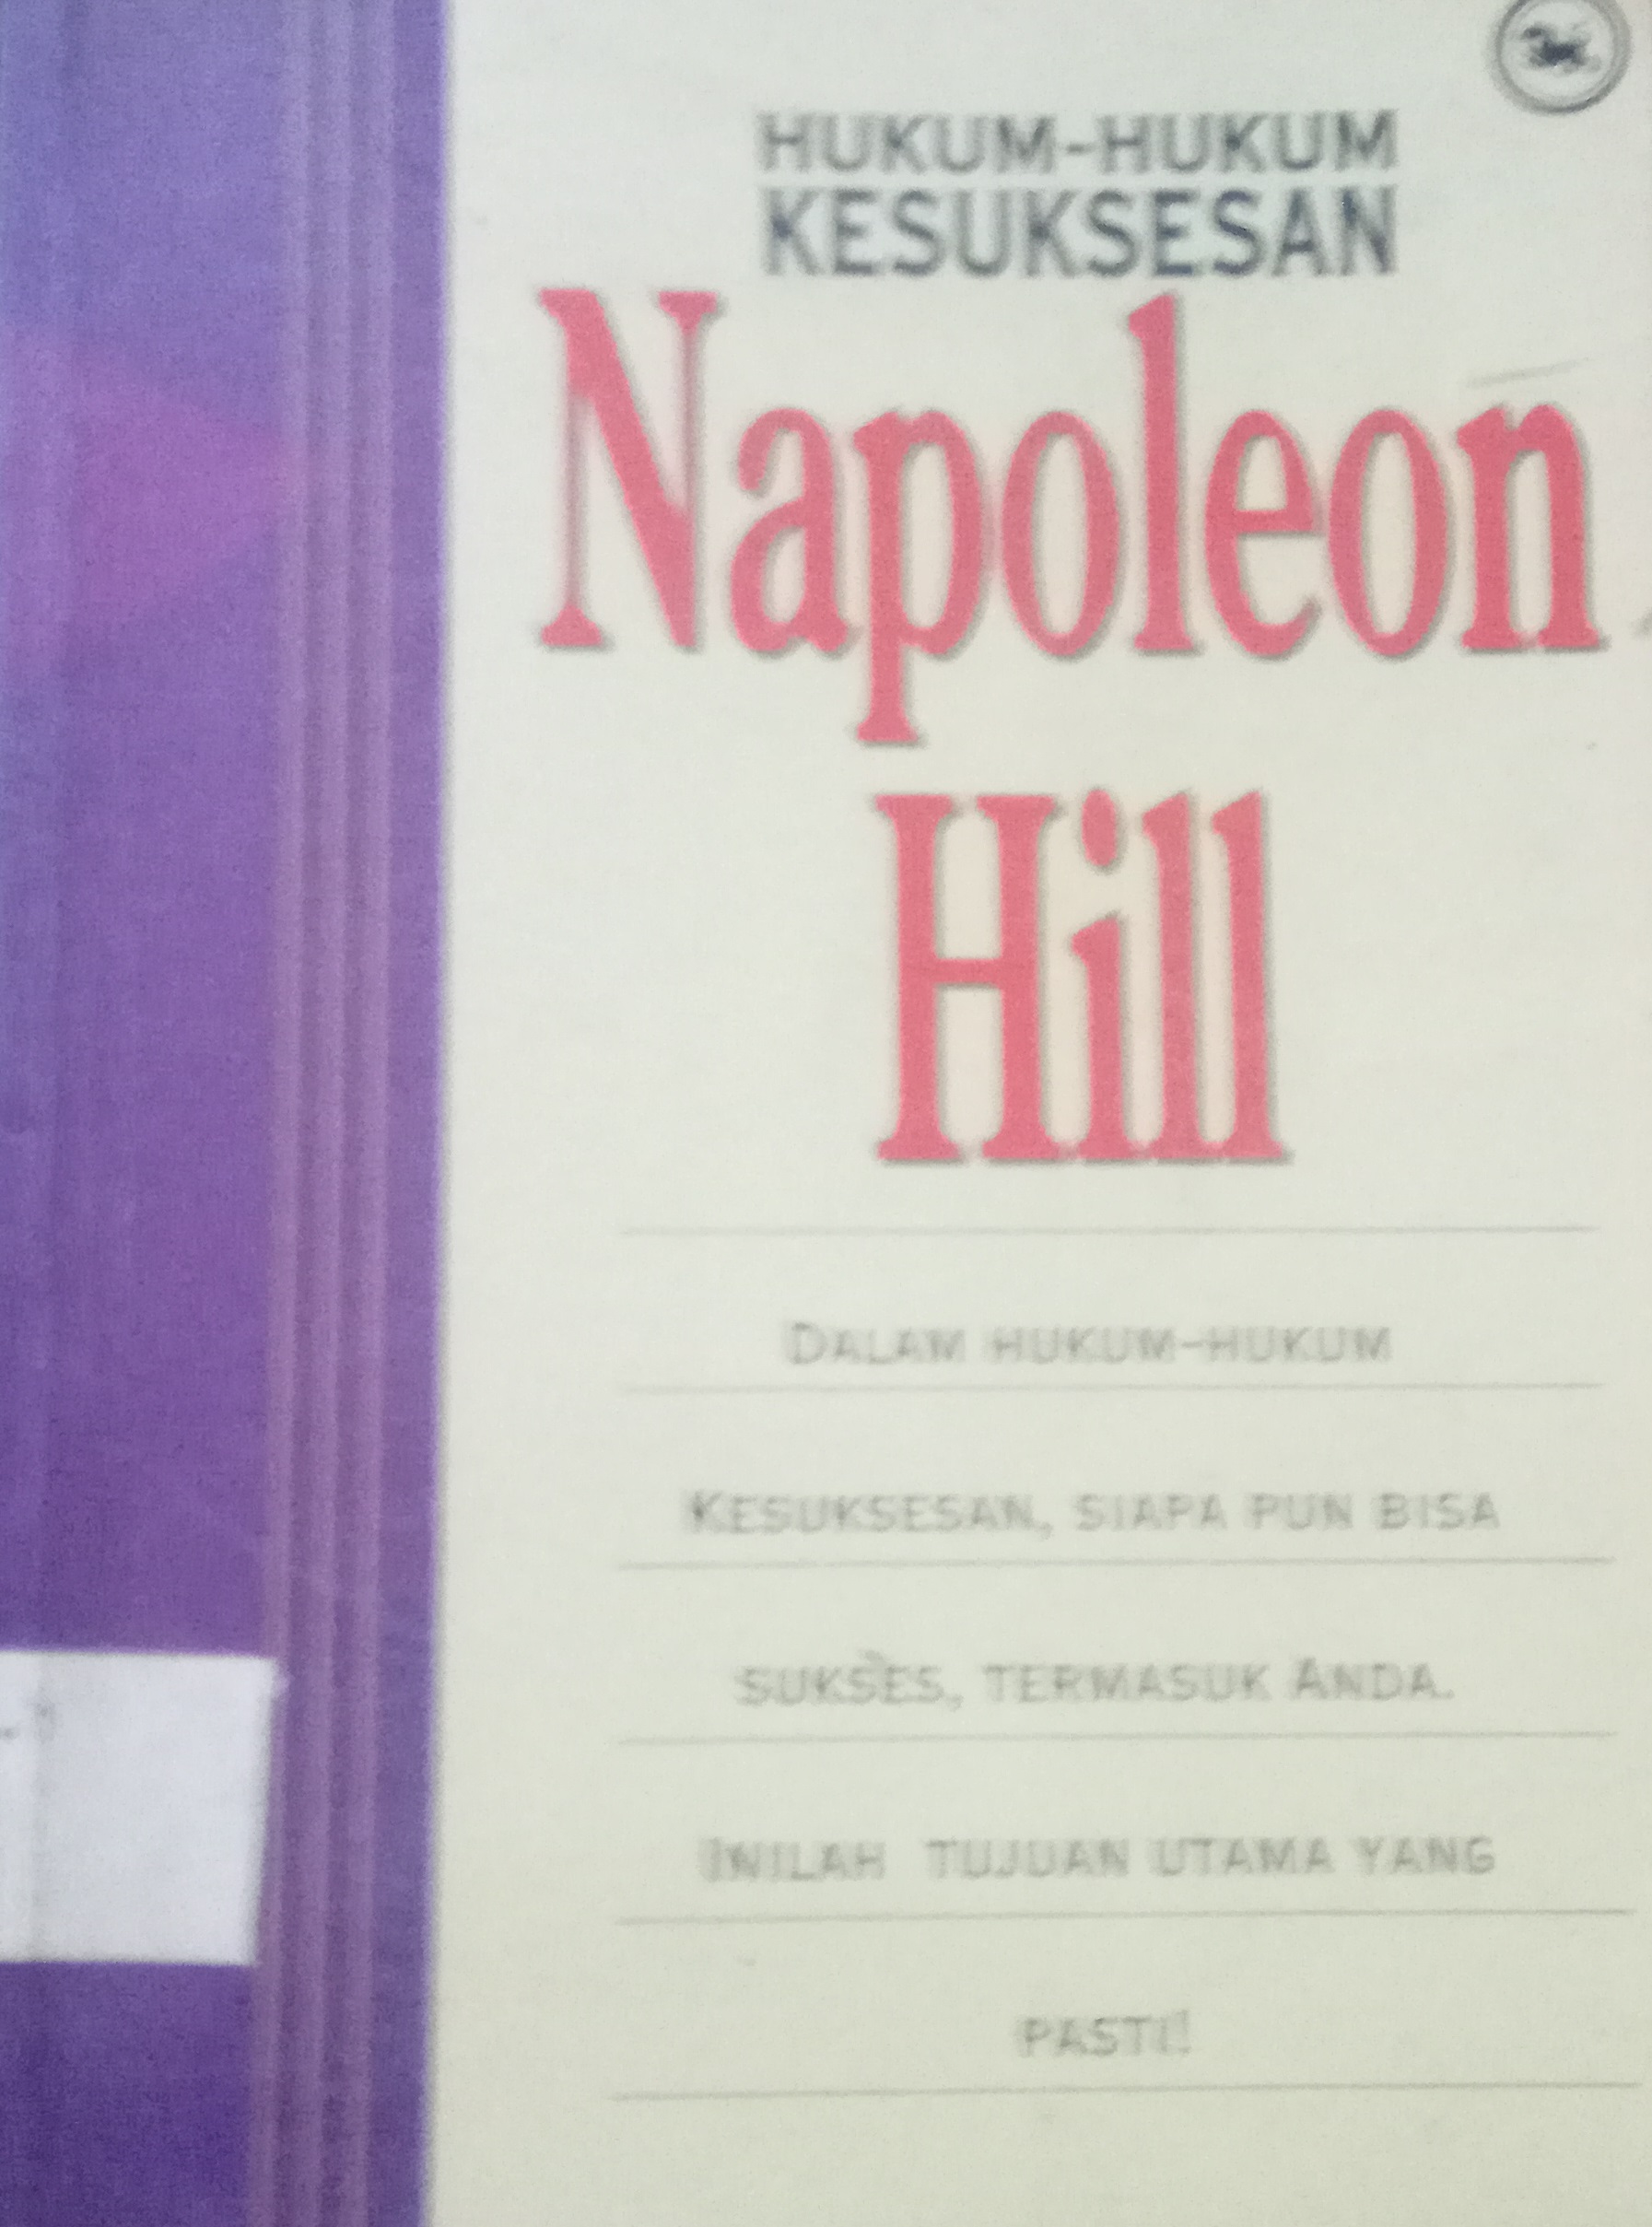 HUKUM-HUKUM
KESUKSESAN
Napoleon
Hill
DALAM HUKUM-HUKUM
KESUKSESAN, SIAPA PUN BISA
SUKSES, TERMASUK ANDA.
INILAH TUJUAN UTAMA YANG
PASTI!